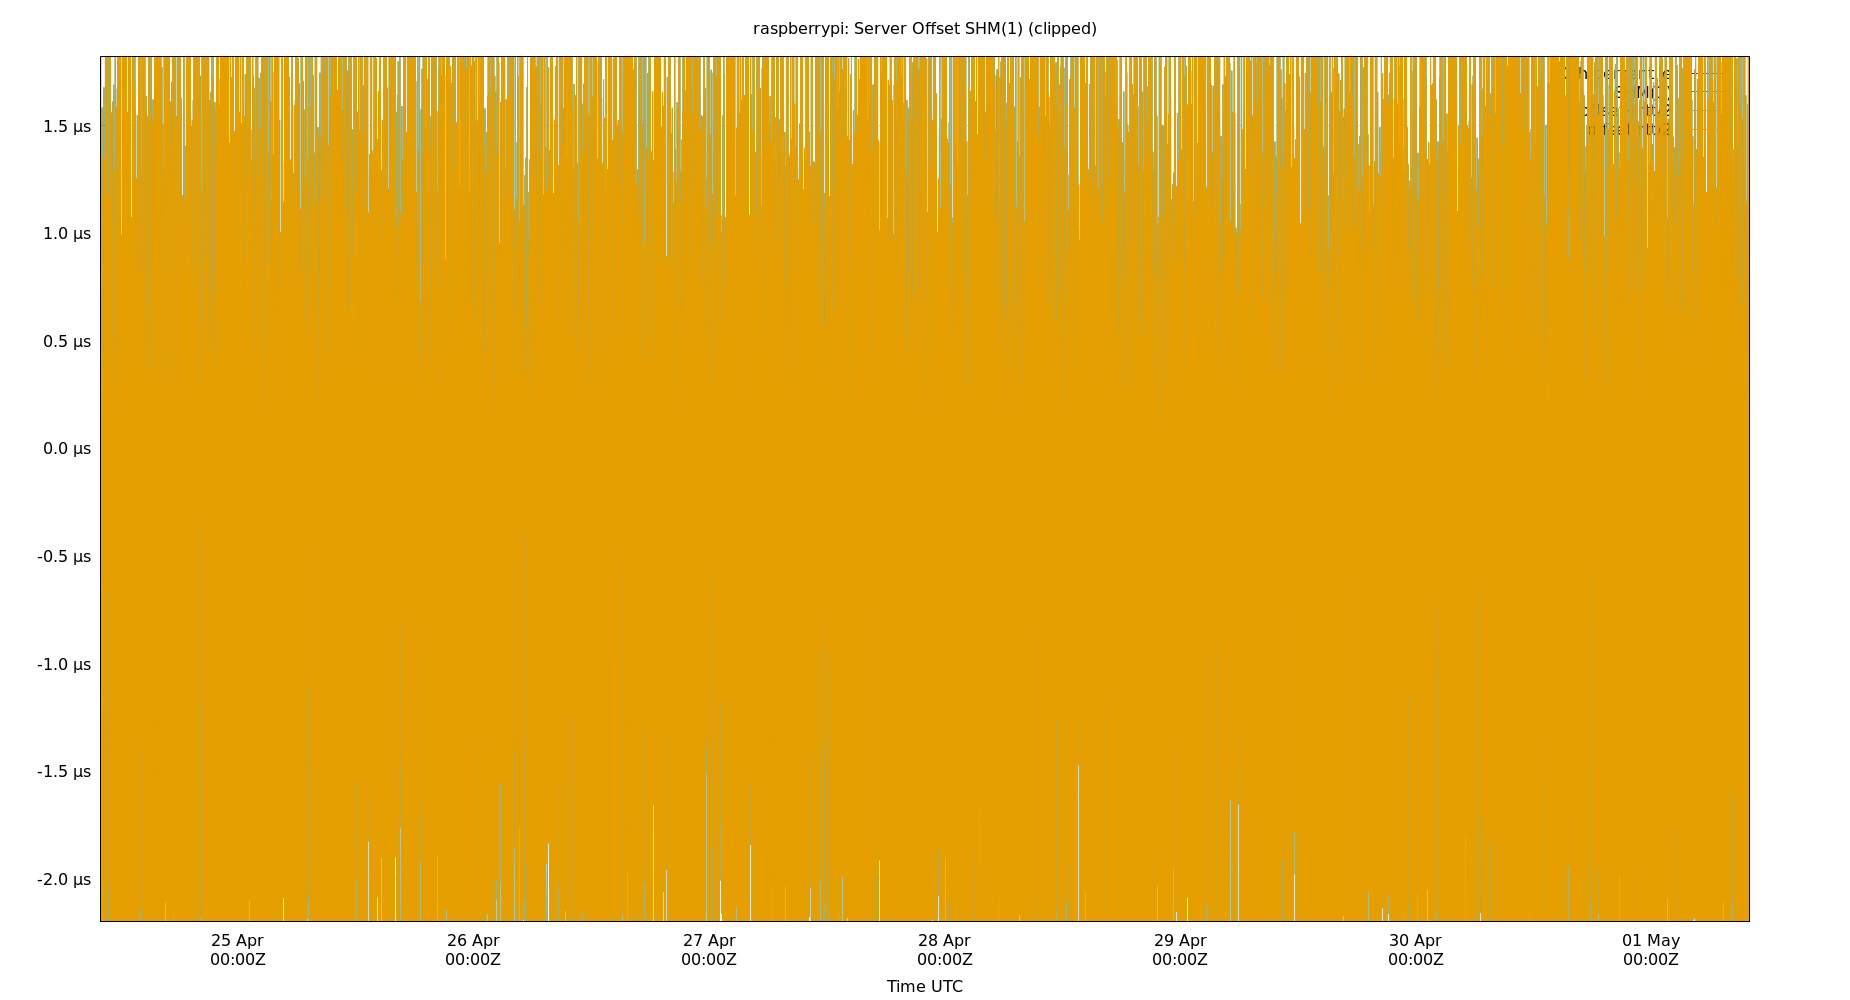 raspberrypi: Server Offset SHM(1) (clipped)
1.5 µs
1.0 µs
0.5 µs
0.0 µs
-0.5 µs
-1.0 µs
-1.5 µs
-2.0 µs
25 Apr 26 Apr 27 Apr 28 Apr 29 Apr 30 Apr 01 May
00:00Z 00:00Z 00:00Z 00:00Z 00:00Z 00:00Z 00:00Z
Time UTC